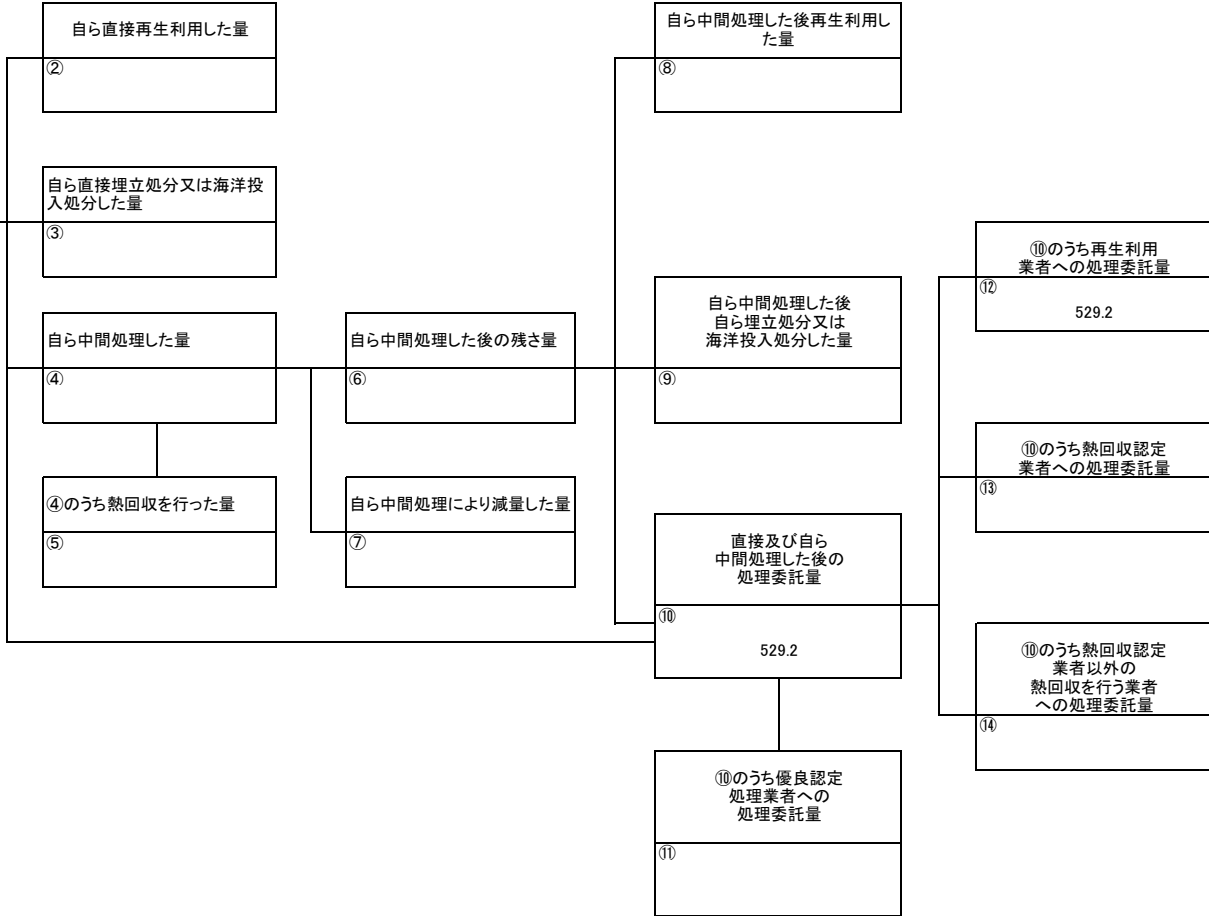 自ら直接再生利用した量
②
自ら直接埋立処分又は海洋投
入処分した量
③
自ら中間処理した量
④
④のうち熱回収を行った量
⑤
自ら中間処理した後の残さ量
⑥
自ら中間処理により減量した量
⑦
自ら中間処理した後再生利用し
た量
⑧
自ら中間処理した後
自ら埋立処分又は
海洋投入処分した量
⑨
直接及び自ら
中間処理した後の
処理委託量
⑩
529.2
⑩のうち優良認定
処理業者への
処理委託量
⑪
⑩のうち再生利用
業者への処理委託量
⑫
529.2
⑩のうち熱回収認定
業者への処理委託量
⑬
⑩のうち熱回収認定
業者以外の
熱回収を行う業者
への処理委託量
⑭